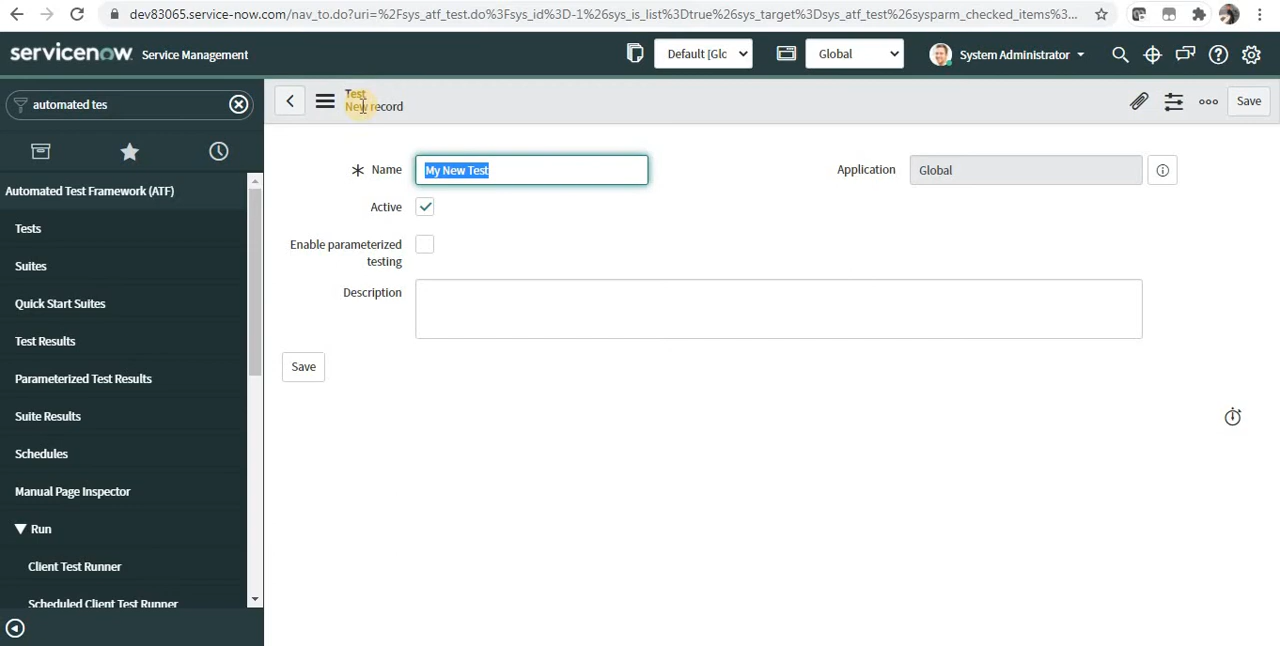 dev83065.service-now.com/nav_to.do?uri=%2Fsys_atf_test.do%3Fsys_id%3D-1%26sys_is_list%3Dtrue%26sys_target%3Dsys_atf_test%26sysparm_checked_items%3...
servicenow Service Management
Default [Glc
Global
System Administrator
automated tes
Test
New record
Save
Automated Test Framework (ATF)
Tests
Suites
Quick Start Suites
Test Results
Parameterized Test Results
Suite Results
Schedules
Manual Page Inspector
Run
Client Test Runner
Scheduled Client Test Runner
Name
My New Test
Application
Global
Active
Enable parameterized
testing
Description
Save